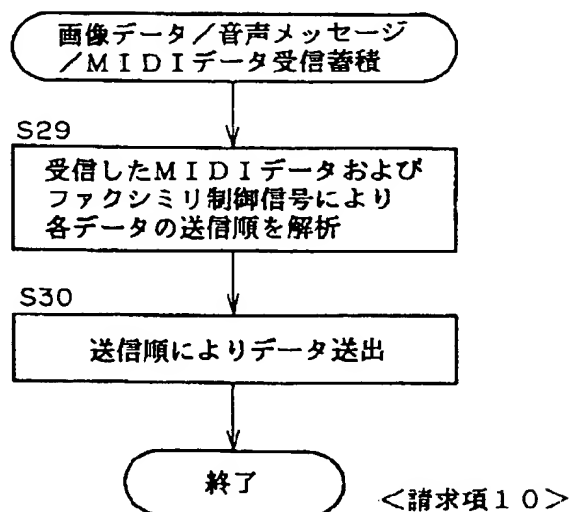 画像データ／音声メッセージ
／ＭＩＤＩデータ受信蓄積
S29
受信したＭＩＤＩデータおよび
ファクシミリ制御信号により
各データの送信順を解析
S30
送信順によりデータ送出
終了
＜請求項１０＞